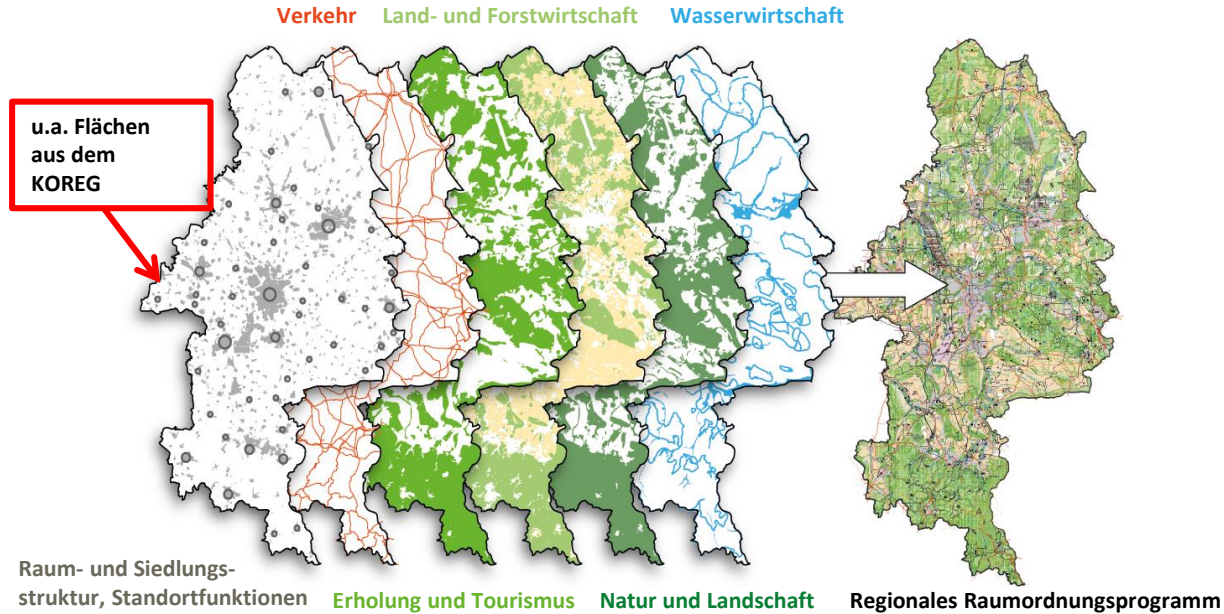 Verkehr Land- und Forstwirtschaft Wasserwirtschaft
u.a. Flächen
aus dem
KOREG
Raum- und Siedlungs-
struktur, Standortfunktionen
Erholung und Tourismus Natur und Landschaft Regionales Raumordnungsprogramm